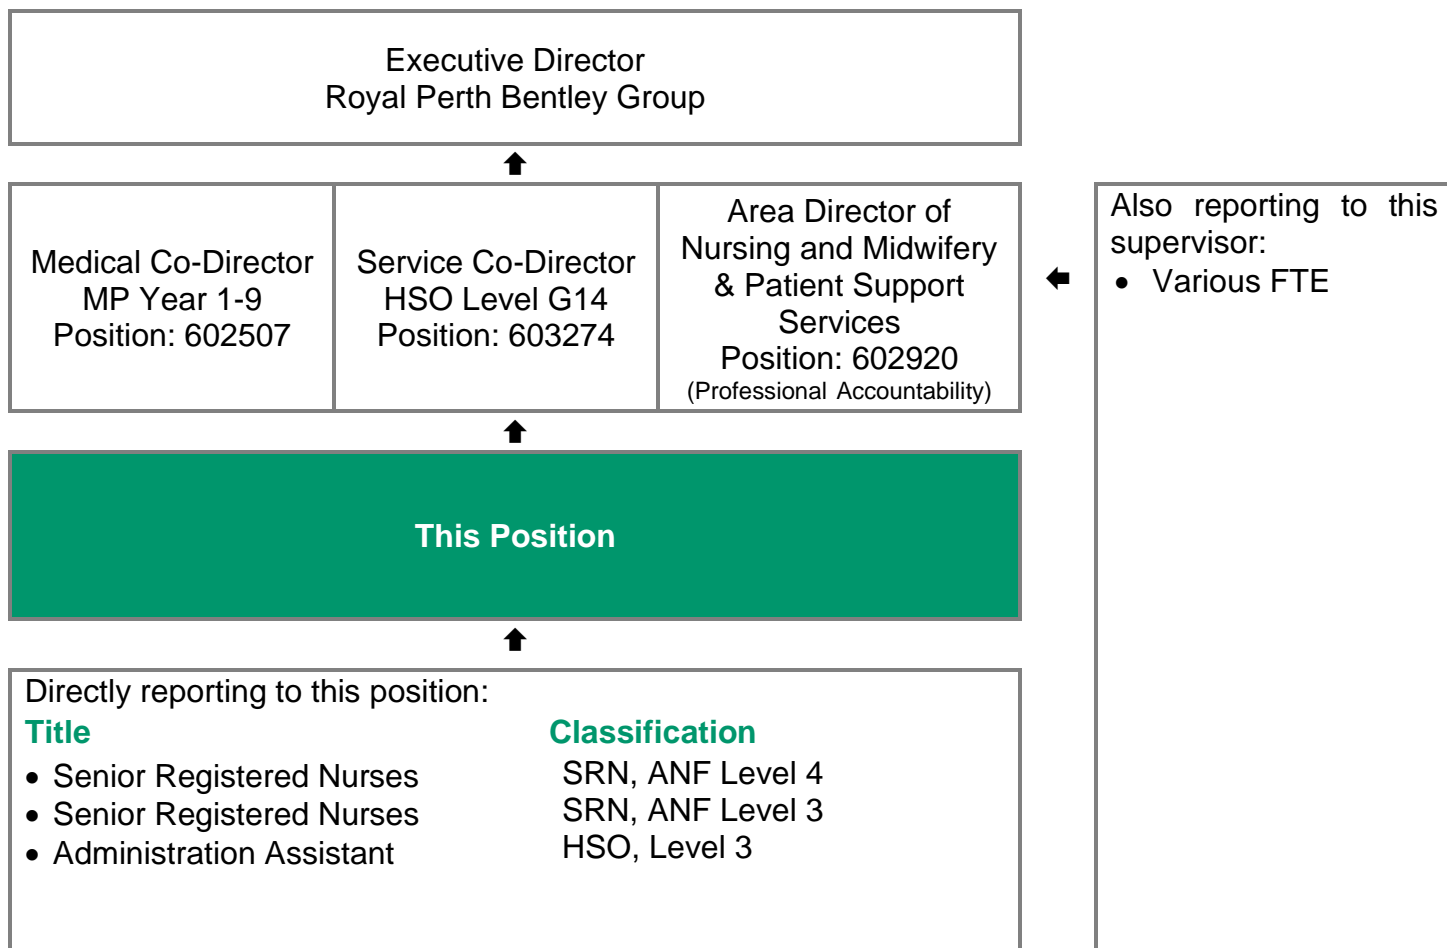 Executive Director
Royal Perth Bentley Group
Medical Co-Director
MP Year 1-9
Position: 602507
Service Co-Director
HSO Level G14
Position: 603274
Area Director of
Nursing and Midwifery
& Patient Support
Services
Position: 602920
(Professional Accountability)
Also reporting to this
supervisor:
• Various FTE
This Position
Directly reporting to this position:
Title Classification
• Senior Registered Nurses SRN, ANF Level 4
• Senior Registered Nurses SRN, ANF Level 3
• Administration Assistant HSO, Level 3